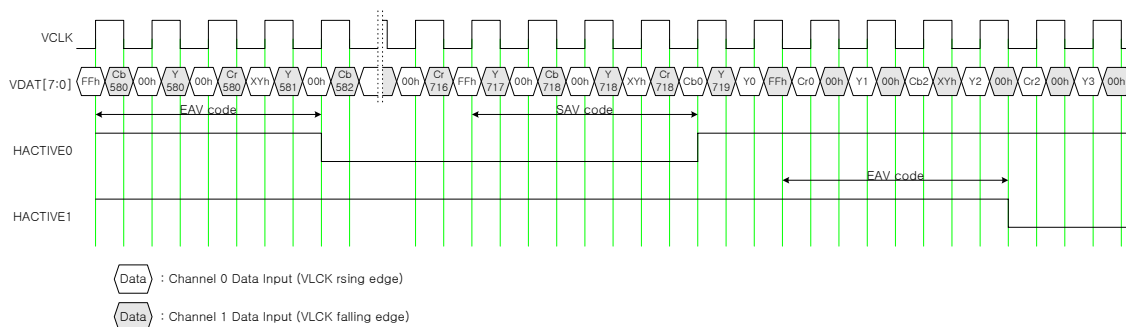 VCLK
VDAT[7:0] FFh Cb 580 00h Y 580 00h Cr 580 XYh Y 581 00h Cb 582 00h Cr 716 FFh Y 717 00h Cb 718 00h Y 718 XYh Cr 718 Cb0 Y 719 Y0 FFh Cr0 00h Y1 00h Cb2 XYh Y2 00h Cr2 00h Y3 00h
EAV code SAV code
HACTIVE0
EAV code
HACTIVE1
Data : Channel 0 Data Input (VLCK rsing edge)
Data : Channel 1 Data Input (VLCK falling edge)